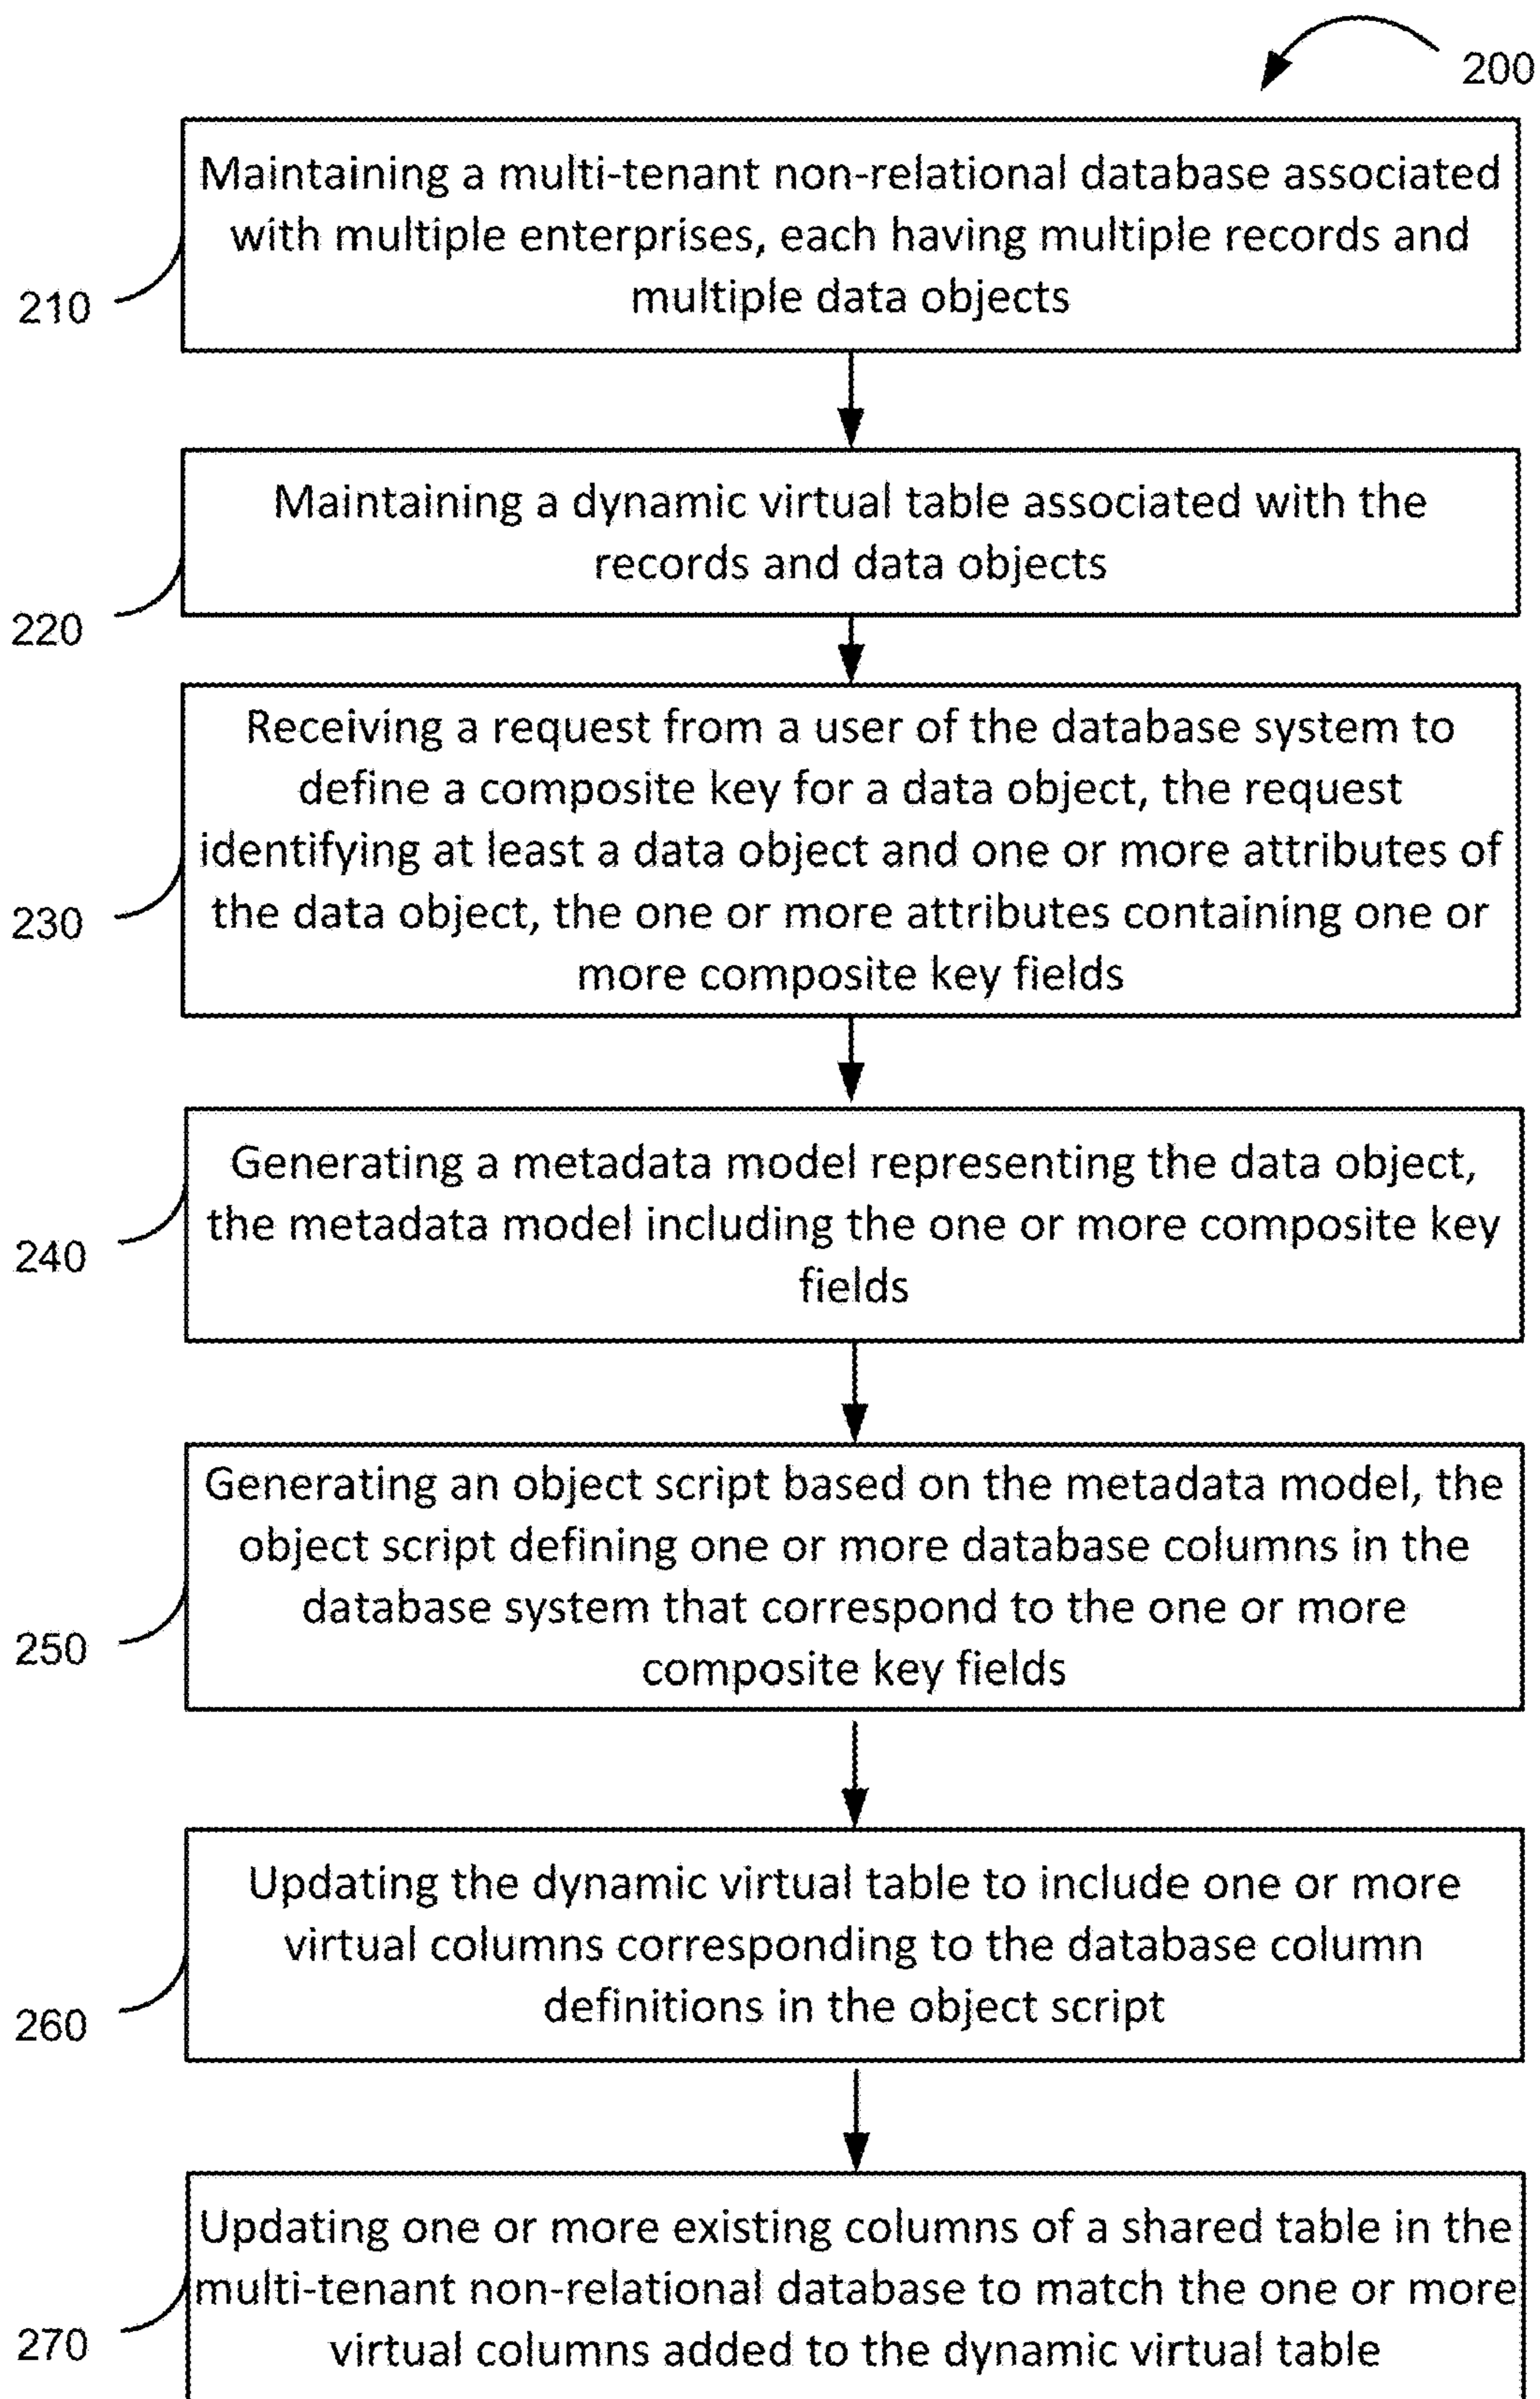 200
Maintaining a multi-tenant non-relational database associated
with multiple enterprises, each having multiple records and
multiple data objects
210
Maintaining a dynamic virtual table associated with the
records and data objects
220
Receiving a request from a user of the database system to
define a composite key for a data object, the request
identifying at least a data object and one or more attributes of
the data object, the one or more attributes containing one or
more composite key fields
230
Generating a metadata model representing the data object,
the metadata model including the one or more composite key
fields
240
Generating an object script based on the metadata model, the
object script defining one or more database columns in the
database system that correspond to the one or more
composite key fields
250
Updating the dynamic virtual table to include one or more
virtual columns corresponding to the database column
definitions in the object script
260
Updating one or more existing columns of a shared table in the
multi-tenant non-relational database to match the one or more
virtual columns added to the dynamic virtual table
270